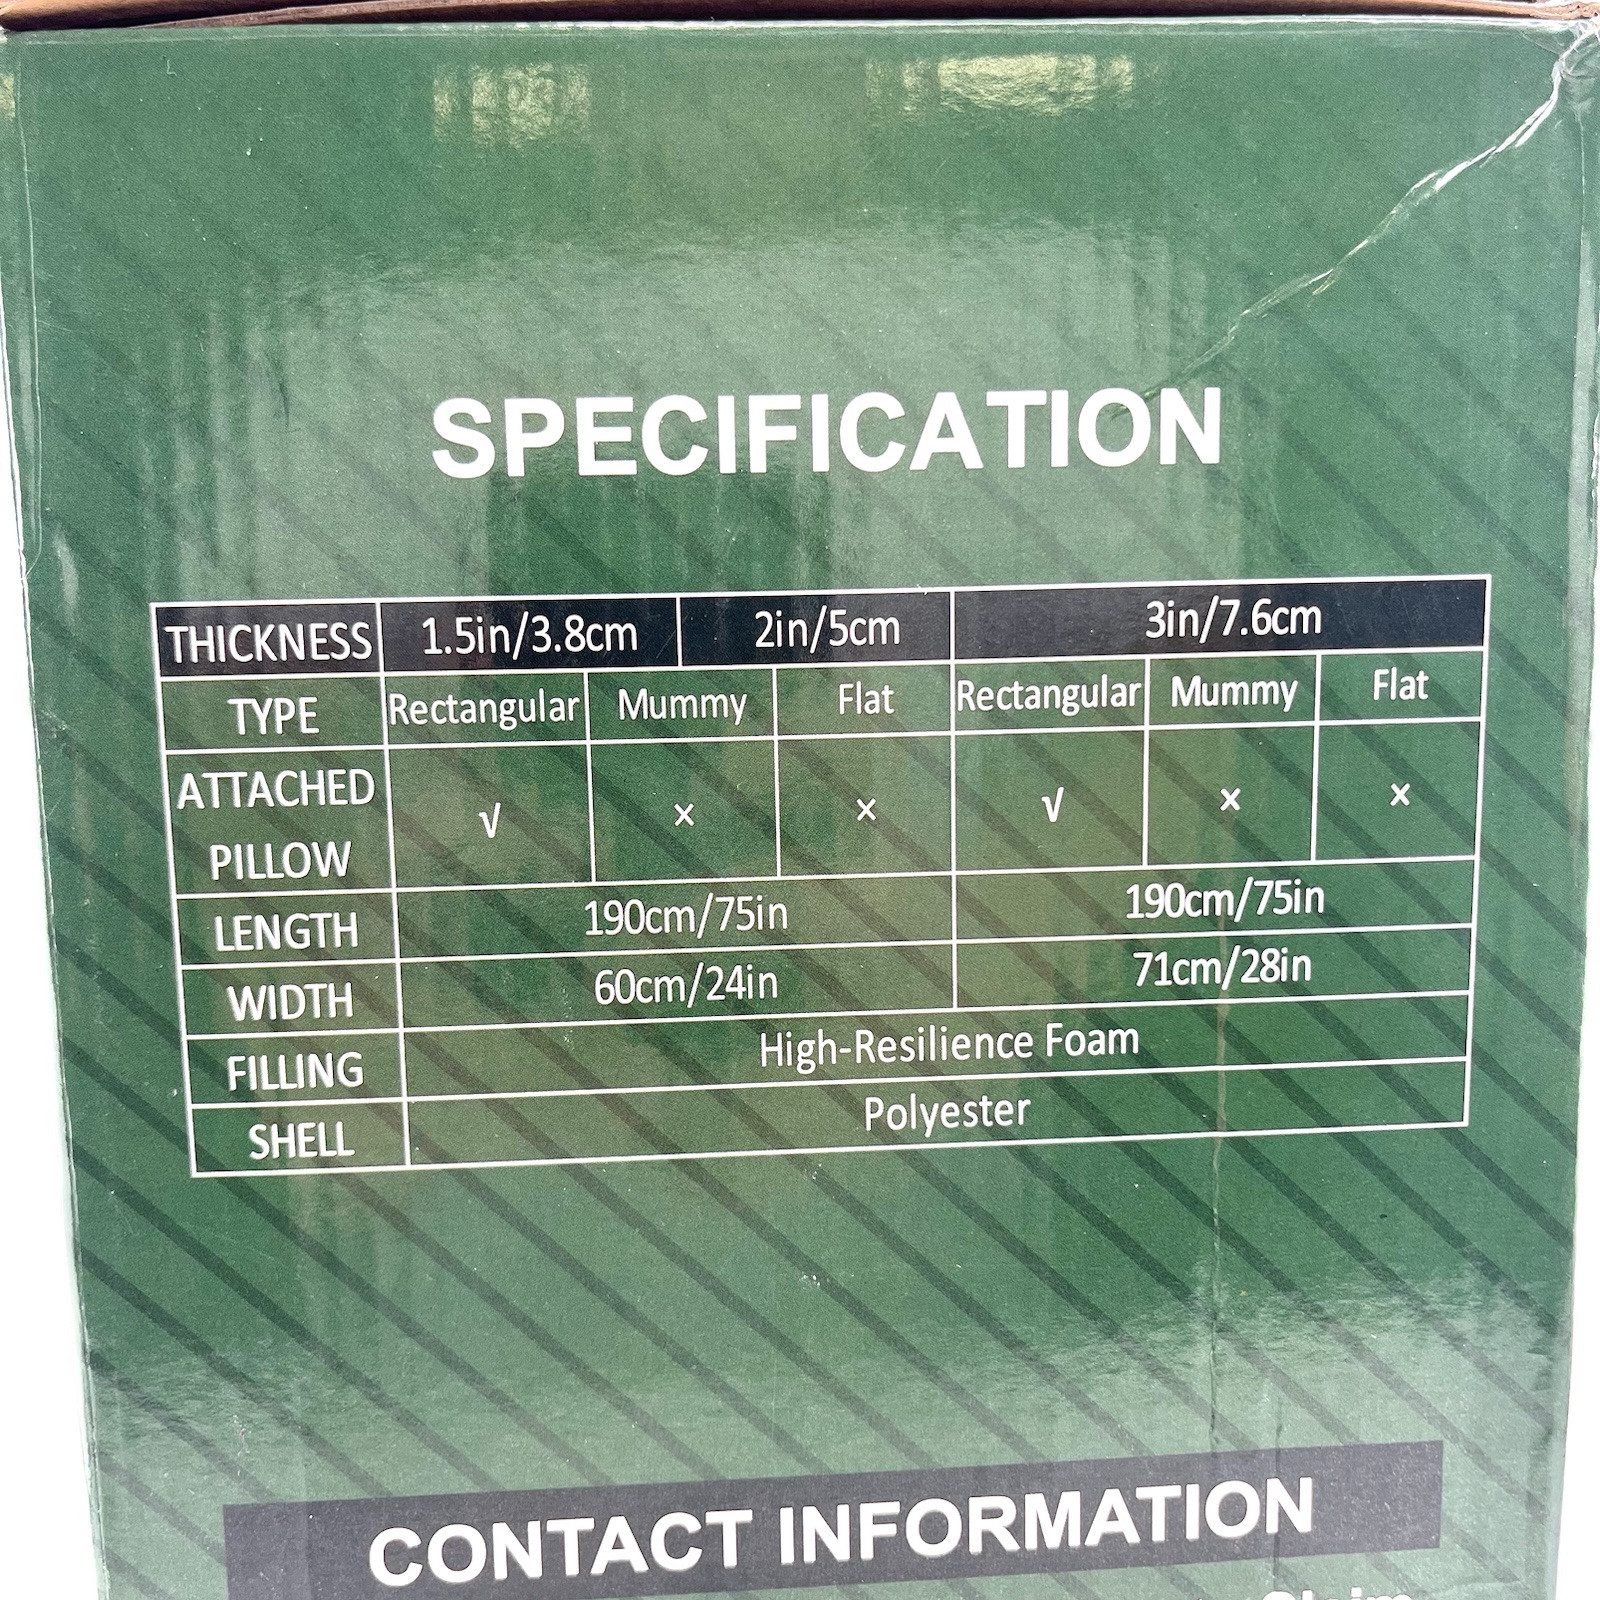 SPECIFICATION
THICKNESS 1.5in/3.8cm 2in/5cm 3in/7.6cm
TYPE Rectangular Mummy Flat Rectangular Mummy Flat
ATTACHED PILLOW √ × × √ × ×
LENGTH 190cm/75in 190cm/75in
WIDTH 60cm/24in 71cm/28in
FILLING High-Resilience Foam
SHELL Polyester
CONTACT INFORMATION